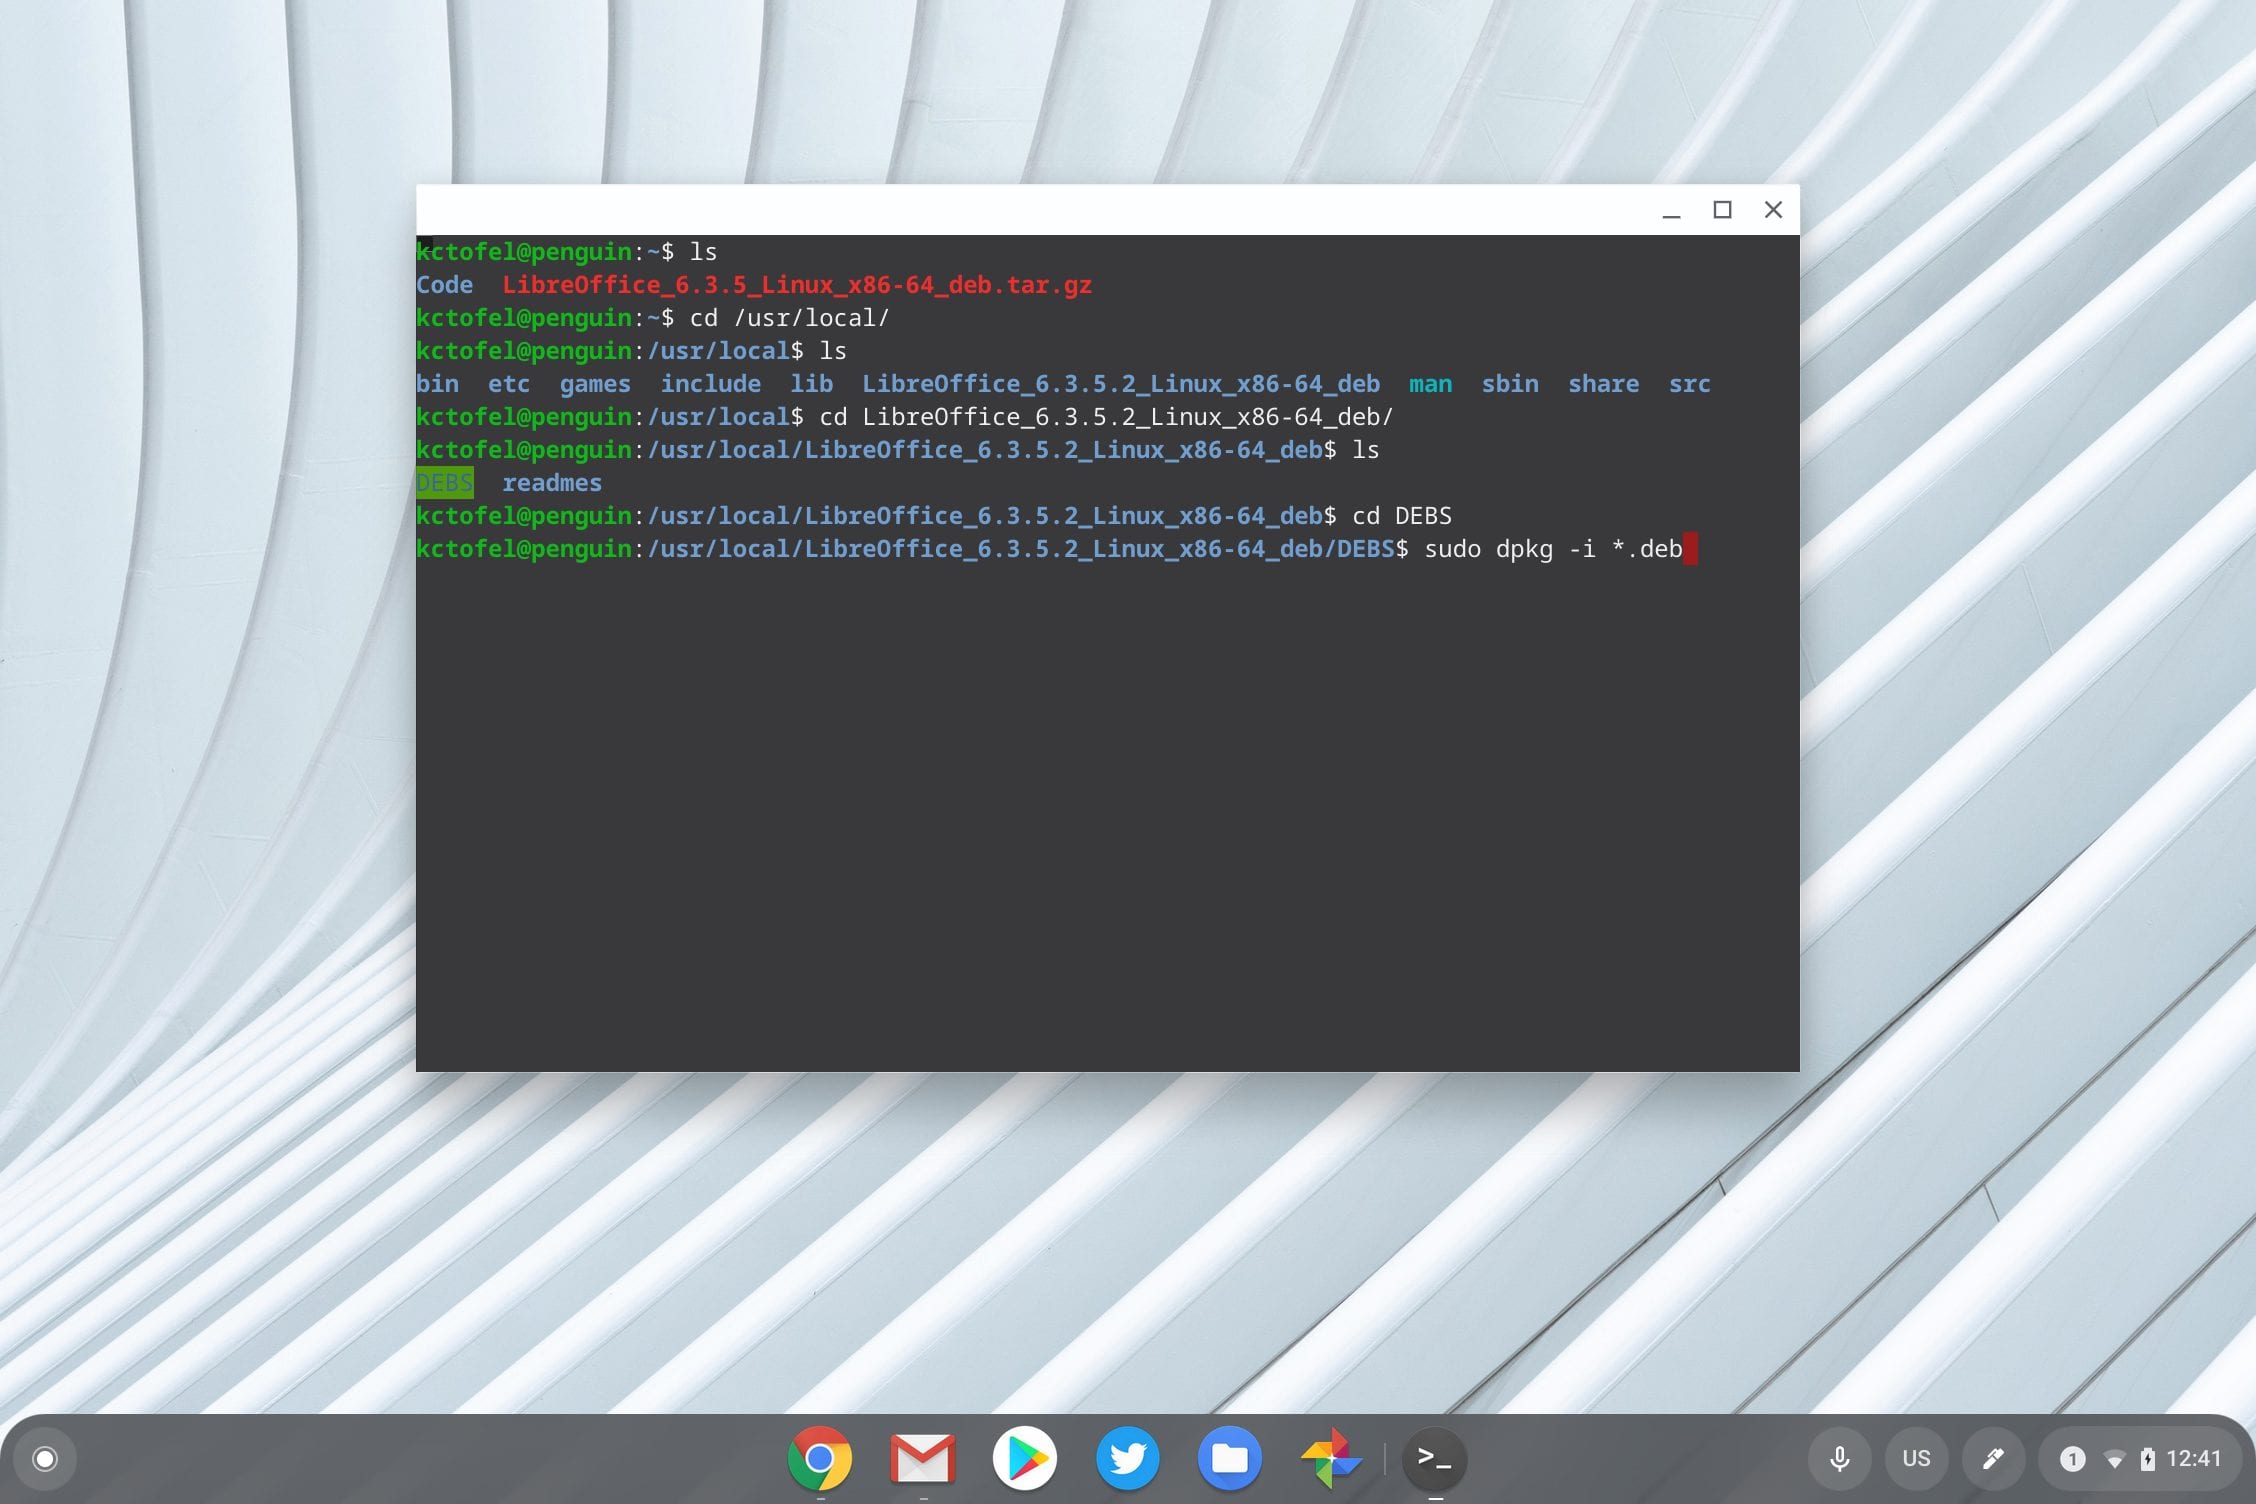 kctofel@penguin:~$ ls
Code  LibreOffice_6.3.5_Linux_x86-64_deb.tar.gz
kctofel@penguin:~$ cd /usr/local/
kctofel@penguin:/usr/local$ ls
bin  etc  games  include  lib  LibreOffice_6.3.5.2_Linux_x86-64_deb  man  sbin  share  src
kctofel@penguin:/usr/local$ cd LibreOffice_6.3.5.2_Linux_x86-64_deb/
kctofel@penguin:/usr/local/LibreOffice_6.3.5.2_Linux_x86-64_deb$ ls
DEBS  readmes
kctofel@penguin:/usr/local/LibreOffice_6.3.5.2_Linux_x86-64_deb$ cd DEBS
kctofel@penguin:/usr/local/LibreOffice_6.3.5.2_Linux_x86-64_deb/DEBS$ sudo dpkg -i *.deb
>_ US 1 12:41